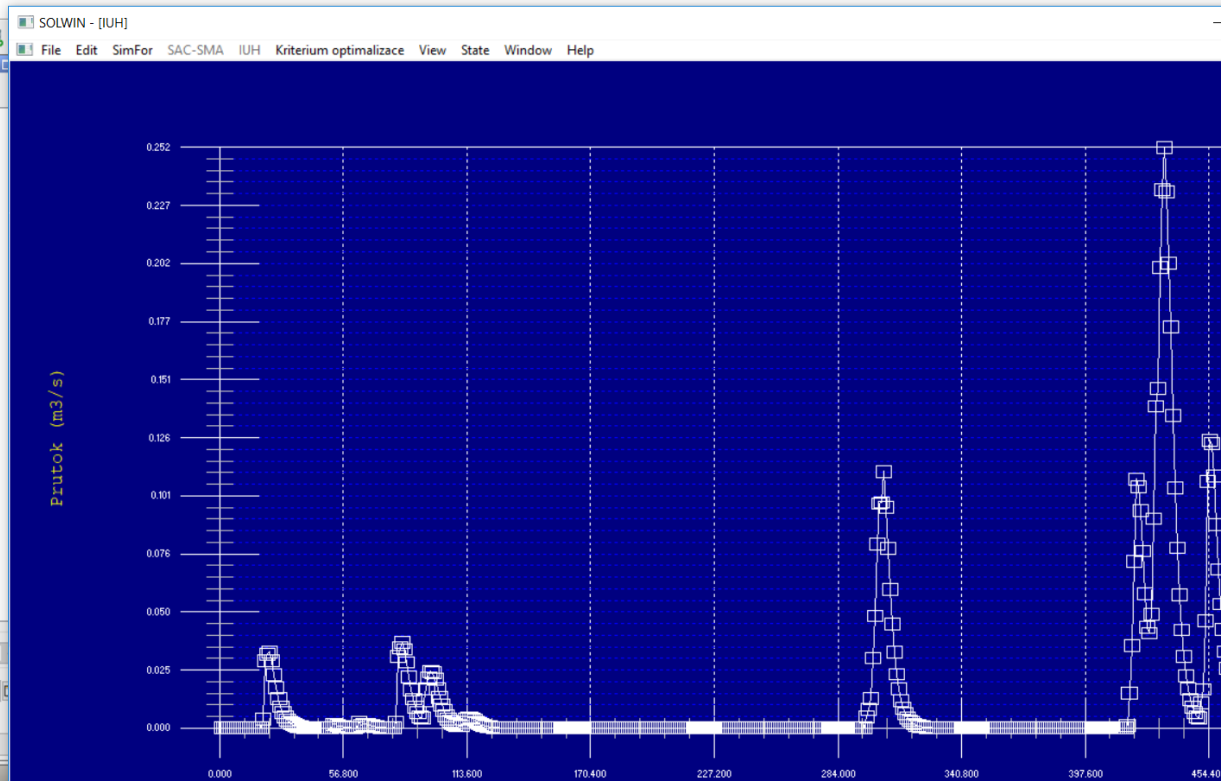 SOLWIN - [IUH]
File Edit SimFor SAC-SMA IUH Kriterium optimalizace View State Window Help
0.252
0.227
0.202
0.177
0.151
0.126
0.101
0.076
0.050
0.025
0.000
Prutok (m3/s)
0.000 56.800 113.600 170.400 227.200 284.000 340.800 397.600 454.40